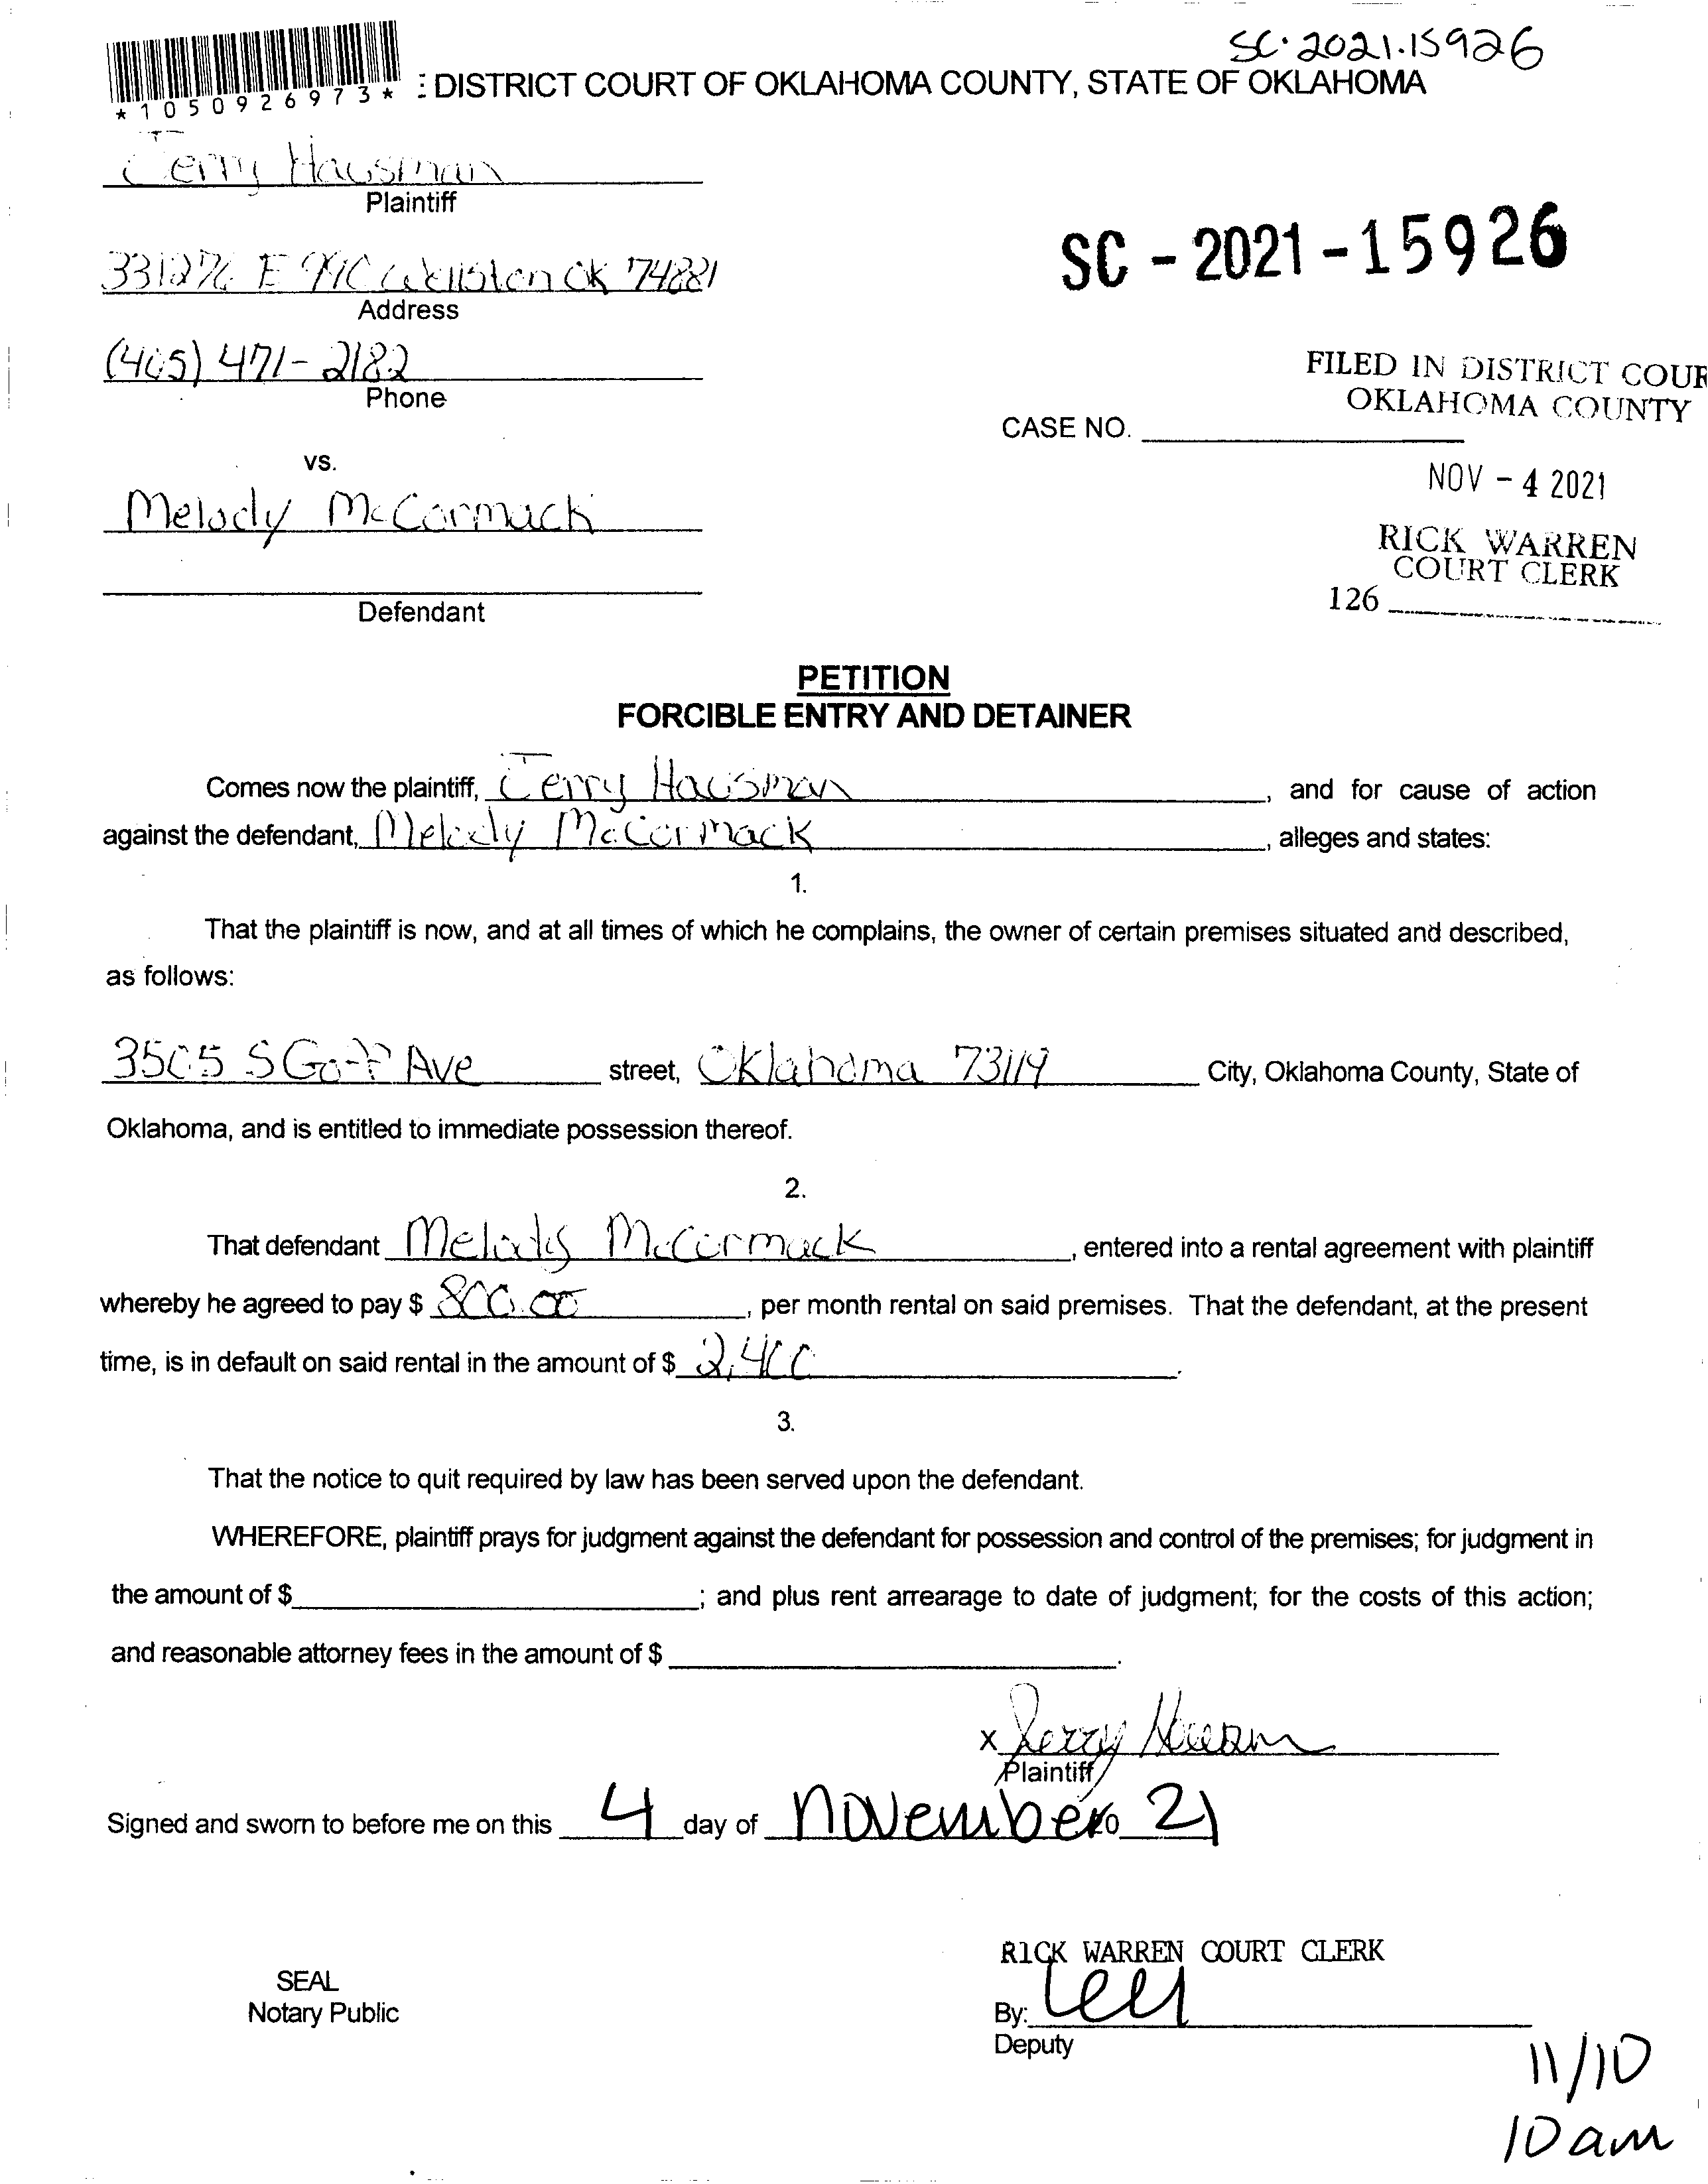 SC·2021·15926
*1050926973*
: DISTRICT COURT OF OKLAHOMA COUNTY, STATE OF OKLAHOMA
Jerry Hausman
Plaintiff
SC - 2021 - 15926
331276 E Wellston OK 74881
Address
(405) 471-2182
Phone
FILED IN DISTRICT COUR
OKLAHOMA COUNTY
CASE NO.
vs.
NOV - 4 2021
Melody McCormack
RICK WARREN
COURT CLERK
126
Defendant
PETITION
FORCIBLE ENTRY AND DETAINER
Comes now the plaintiff, Jerry Hausman, and for cause of action
against the defendant, Melody McCormack, alleges and states:
1.
That the plaintiff is now, and at all times of which he complains, the owner of certain premises situated and described,
as follows:
3505 S Goff Ave street, Oklahoma 73119 City, Oklahoma County, State of
Oklahoma, and is entitled to immediate possession thereof.
2.
That defendant Melody McCormack, entered into a rental agreement with plaintiff
whereby he agreed to pay $ 800.00, per month rental on said premises. That the defendant, at the present
time, is in default on said rental in the amount of $ 2,400.
3.
That the notice to quit required by law has been served upon the defendant.
WHEREFORE, plaintiff prays for judgment against the defendant for possession and control of the premises; for judgment in
the amount of $ ; and plus rent arrearage to date of judgment; for the costs of this action;
and reasonable attorney fees in the amount of $ .
x Jerry Hausman
Plaintiff
Signed and sworn to before me on this 4 day of November 20 21
RICK WARREN COURT CLERK
SEAL
Notary Public
By:
Deputy
11/10
10 am